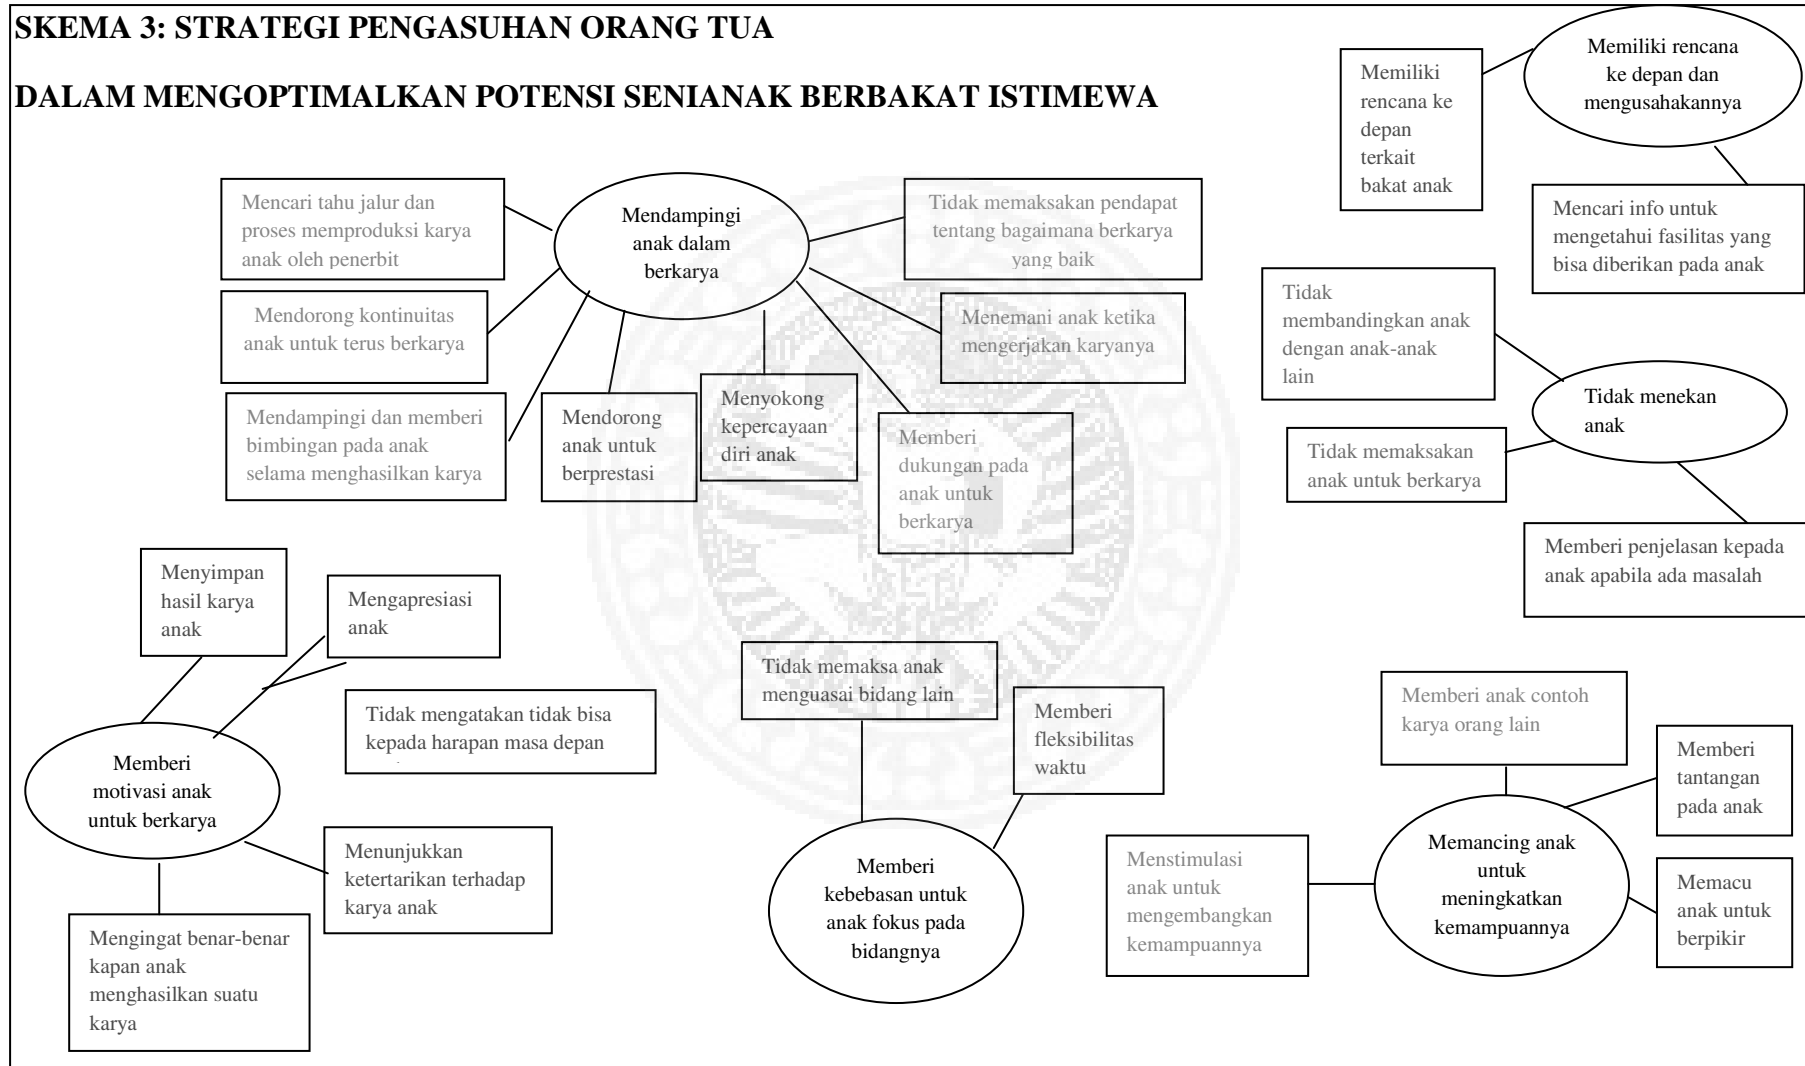 SKEMA 3: STRATEGI PENGASUHAN ORANG TUA
DALAM MENGOPTIMALKAN POTENSI SENIANAK BERBAKAT ISTIMEWA
Memiliki rencana
ke depan dan
mengusahakannya
Memiliki
rencana ke
depan
terkait
bakat anak
Mencari info untuk
mengetahui fasilitas yang
bisa diberikan pada anak
Mencari tahu jalur dan
proses memproduksi karya
anak oleh penerbit
Mendampingi
anak dalam
berkarya
Tidak memaksakan pendapat
tentang bagaimana berkarya
yang baik
Mendorong kontinuitas
anak untuk terus berkarya
Menemani anak ketika
mengerjakan karyanya
Mendampingi dan memberi
bimbingan pada anak
selama menghasilkan karya
Mendorong
anak untuk
berprestasi
Menyokong
kepercayaan
diri anak
Memberi
dukungan pada
anak untuk
berkarya
Tidak
membandingkan anak
dengan anak-anak
lain
Tidak menekan
anak
Tidak memaksakan
anak untuk berkarya
Memberi penjelasan kepada
anak apabila ada masalah
Menyimpan
hasil karya
anak
Mengapresiasi
anak
Tidak mengatakan tidak bisa
kepada harapan masa depan
Memberi
motivasi anak
untuk berkarya
Menunjukkan
ketertarikan terhadap
karya anak
Mengingat benar-benar
kapan anak
menghasilkan suatu
karya
Tidak memaksa anak
menguasai bidang lain
Memberi
fleksibilitas
waktu
Memberi
kebebasan untuk
anak fokus pada
bidangnya
Memberi anak contoh
karya orang lain
Memberi
tantangan
pada anak
Menstimulasi
anak untuk
mengembangkan
kemampuannya
Memancing anak
untuk
meningkatkan
kemampuannya
Memacu
anak untuk
berpikir